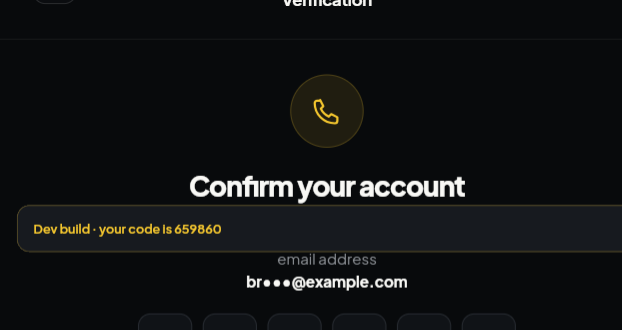 Verification
Confirm your account
Dev build · your code is 659860
email address
br•••@example.com